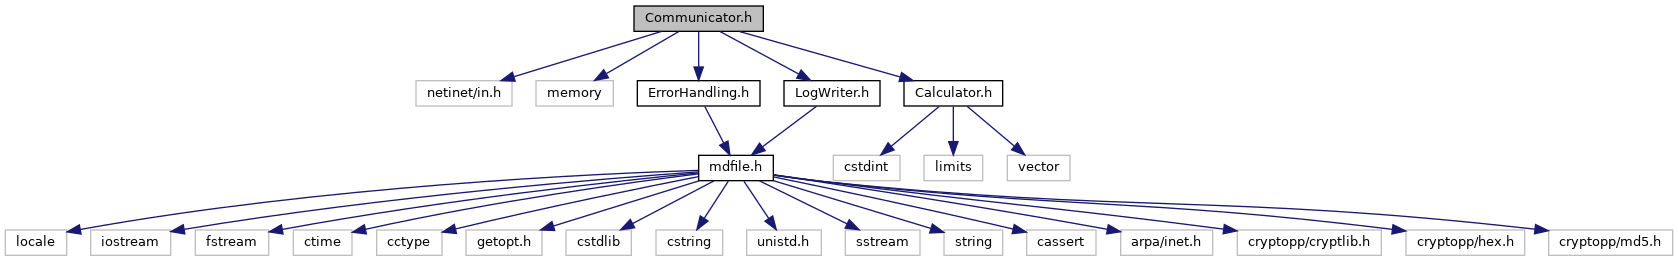 Communicator.h
netinet/in.h
memory
ErrorHandling.h
LogWriter.h
Calculator.h
mdfile.h
cstdint
limits
vector
locale
iostream
fstream
ctime
cctype
getopt.h
cstdlib
cstring
unistd.h
sstream
string
cassert
arpa/inet.h
cryptopp/cryptlib.h
cryptopp/hex.h
cryptopp/md5.h